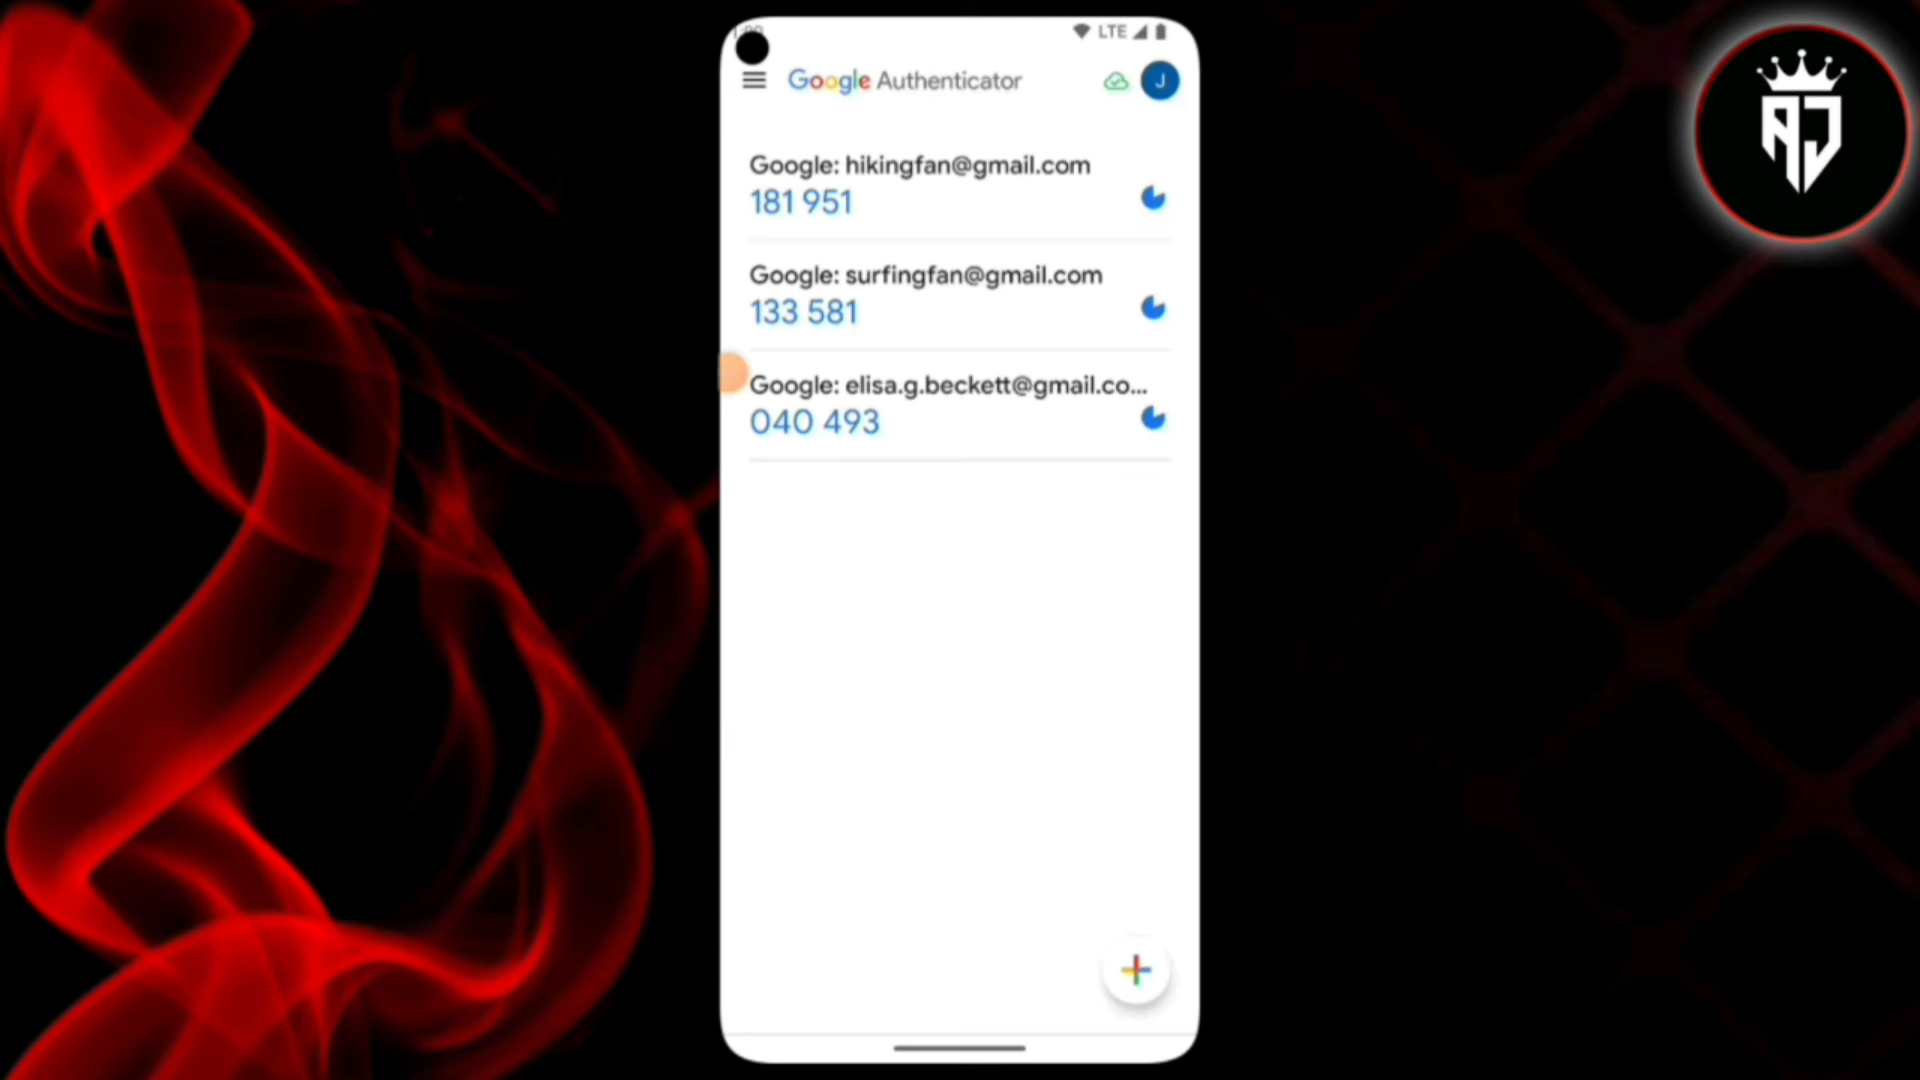 LTE
Google Authenticator
J
Google: hikingfan@gmail.com
181 951
Google: surfingfan@gmail.com
133 581
Google: elisa.g.beckett@gmail.co...
040 493
AJ